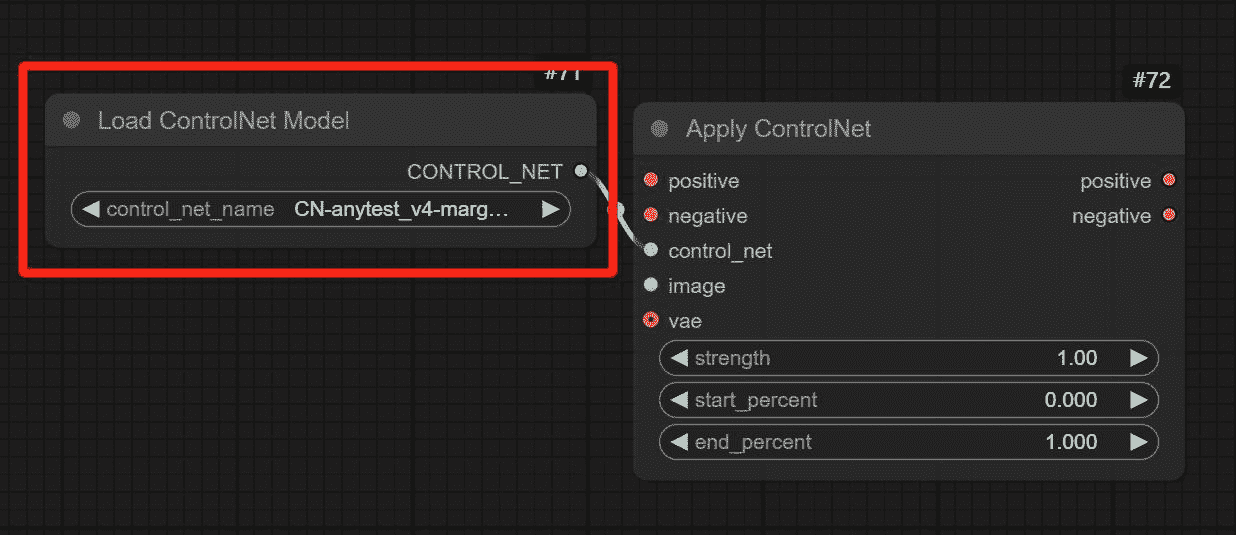 #71
Load ControlNet Model
CONTROL_NET
control_net_name CN-anytest_v4-marg...
#72
Apply ControlNet
positive positive
negative negative
control_net
image
vae
strength 1.00
start_percent 0.000
end_percent 1.000